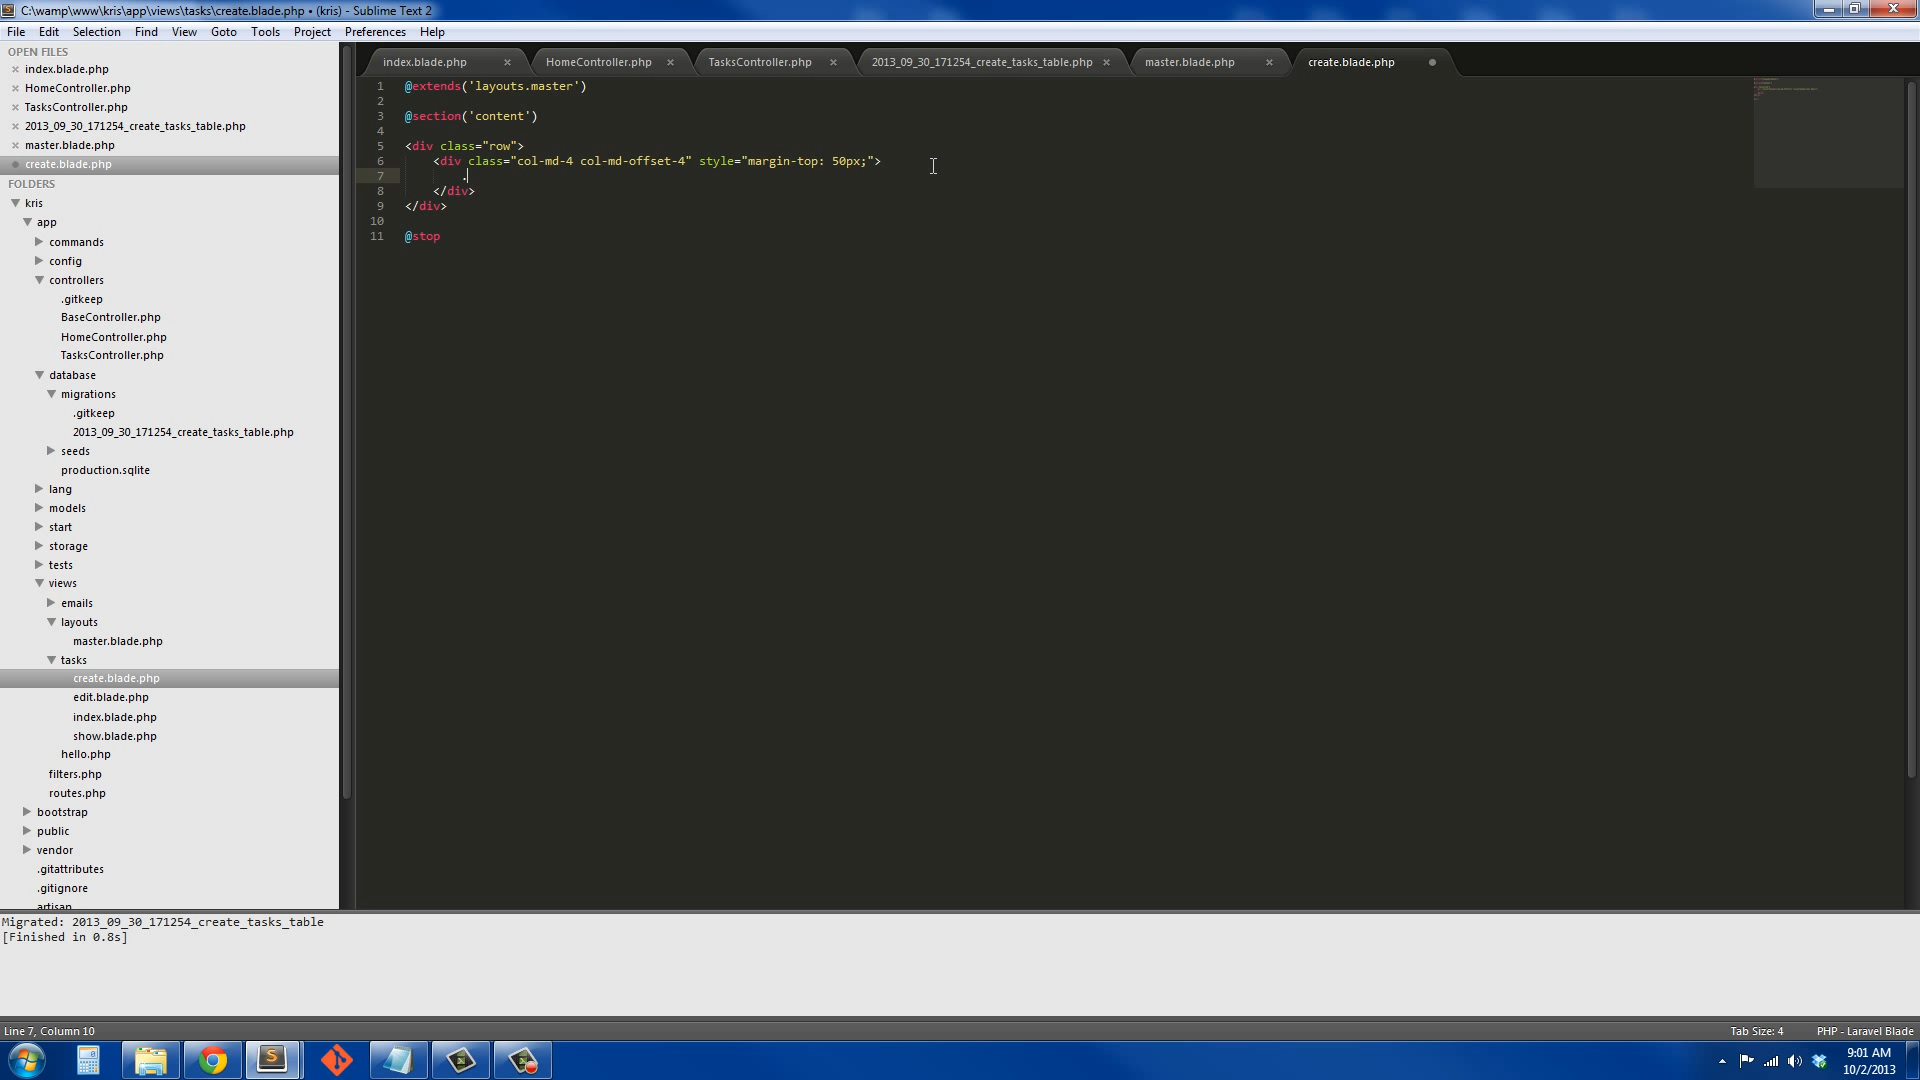 C:\wamp\www\kris\app\views\tasks\create.blade.php • (kris) - Sublime Text 2
File Edit Selection Find View Goto Tools Project Preferences Help
OPEN FILES
index.blade.php
HomeController.php
TasksController.php
2013_09_30_171254_create_tasks_table.php
master.blade.php
create.blade.php
FOLDERS
kris
app
commands
config
controllers
.gitkeep
BaseController.php
HomeController.php
TasksController.php
database
migrations
.gitkeep
2013_09_30_171254_create_tasks_table.php
seeds
production.sqlite
lang
models
start
storage
tests
views
emails
layouts
master.blade.php
tasks
create.blade.php
edit.blade.php
index.blade.php
show.blade.php
hello.php
filters.php
routes.php
bootstrap
public
vendor
.gitattributes
.gitignore
artisan
index.blade.php HomeController.php TasksController.php 2013_09_30_171254_create_tasks_table.php master.blade.php create.blade.php
1 @extends('layouts.master')
2
3 @section('content')
4
5 <div class="row">
6 <div class="col-md-4 col-md-offset-4" style="margin-top: 50px;">
7 .
8 </div>
9 </div>
10
11 @stop
Migrated: 2013_09_30_171254_create_tasks_table
[Finished in 0.8s]
Line 7, Column 10 Tab Size: 4 PHP - Laravel Blade
9:01 AM
10/2/2013